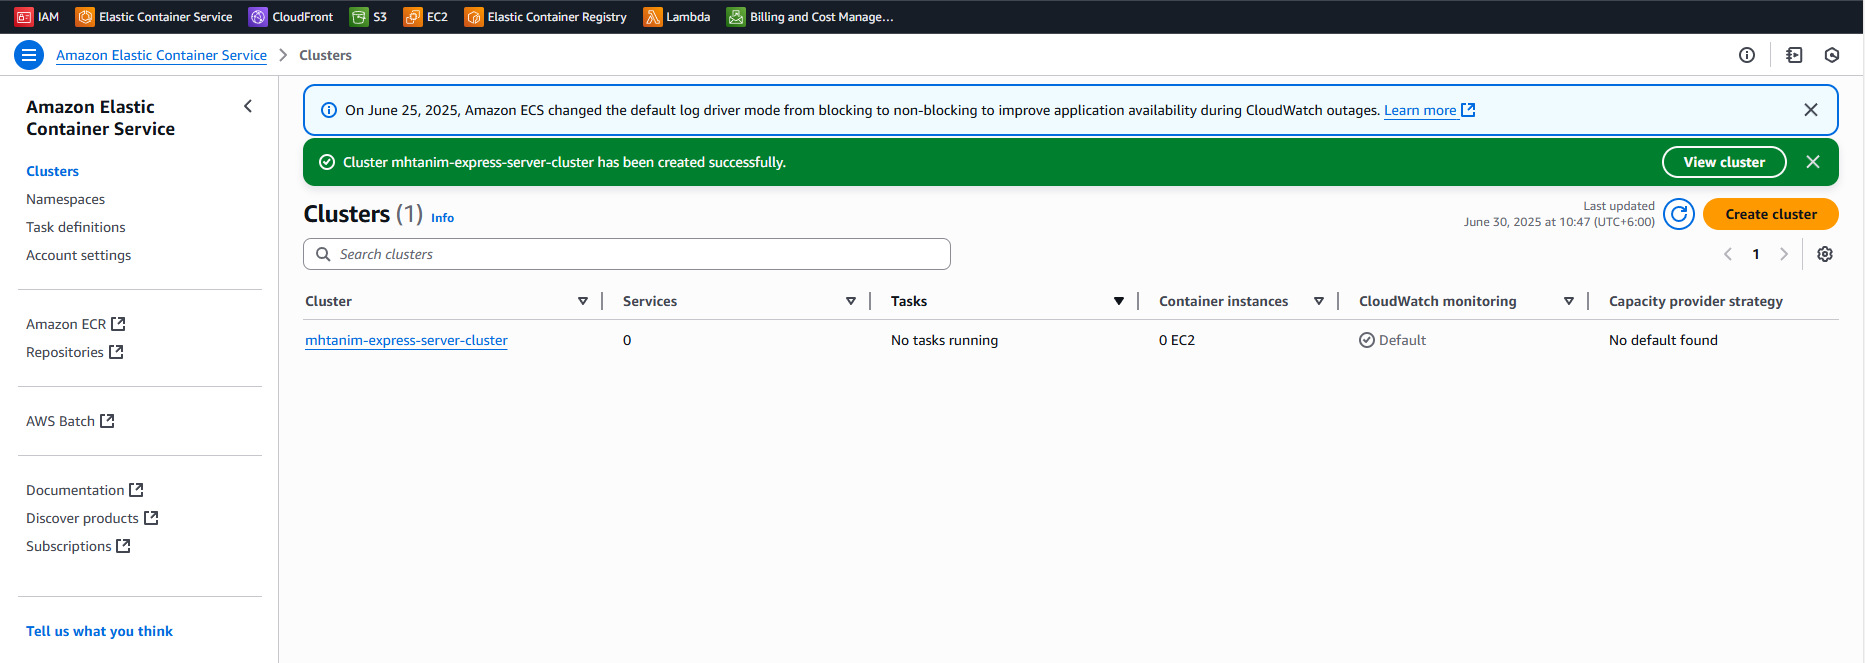 IAM Elastic Container Service CloudFront S3 EC2 Elastic Container Registry Lambda Billing and Cost Manage...
Amazon Elastic Container Service Clusters
Amazon Elastic
Container Service
Clusters
Namespaces
Task definitions
Account settings
Amazon ECR
Repositories
AWS Batch
Documentation
Discover products
Subscriptions
Tell us what you think
On June 25, 2025, Amazon ECS changed the default log driver mode from blocking to non-blocking to improve application availability during CloudWatch outages. Learn more
Cluster mhtanim-express-server-cluster has been created successfully. View cluster
Clusters (1) Info
Last updated
June 30, 2025 at 10:47 (UTC+6:00)
Create cluster
Search clusters
1
Cluster Services Tasks Container instances CloudWatch monitoring Capacity provider strategy
mhtanim-express-server-cluster 0 No tasks running 0 EC2 Default No default found